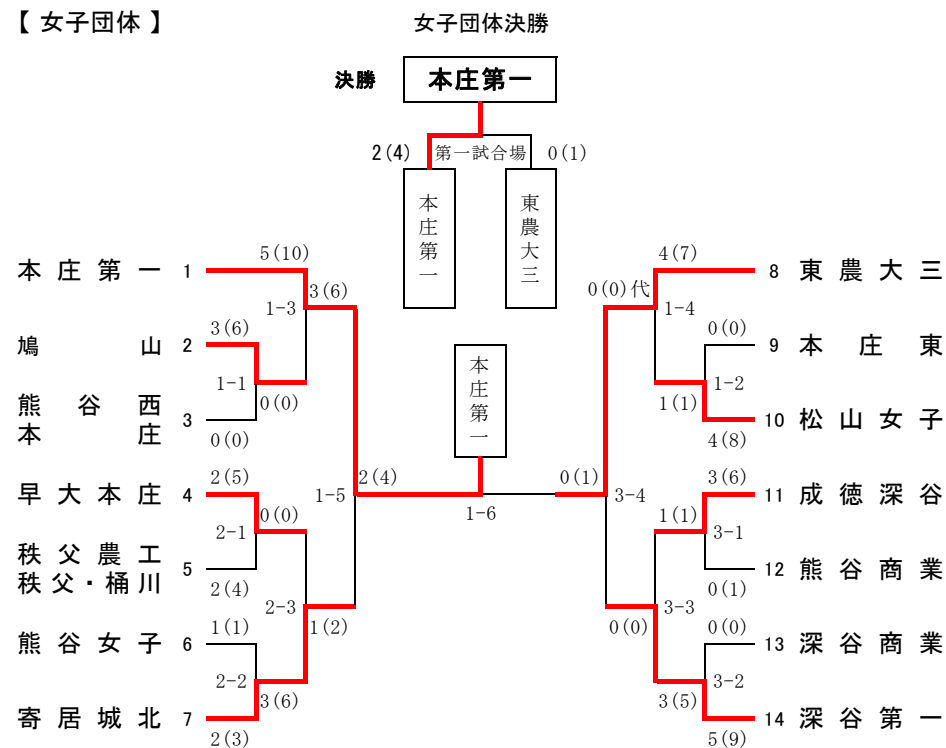 【 女子団体 】
女子団体決勝
決勝
本庄第一
2(4)
第一試合場
0(1)
本庄第一
東農大三
本庄第一 1
5(10)
3(6)
1-3
鳩山 2
3(6)
1-1
0(0)
熊谷西
本庄
3
0(0)
早大本庄 4
2(5)
0(0)
1-5
2(4)
2-1
秩父農工
秩父・桶川
5
2(4)
2-3
1(2)
熊谷女子 6
1(1)
2-2
3(6)
寄居城北 7
2(3)
本庄第一
1-6
0(1)
4(7)
8 東農大三
0(0)代
1-4
0(0)
9 本庄東
1-2
1(1)
10 松山女子
4(8)
3(6)
11 成徳深谷
3-4
1(1)
3-1
12 熊谷商業
0(1)
3-3
0(0)
0(0)
13 深谷商業
3-2
3(5)
14 深谷第一
5(9)